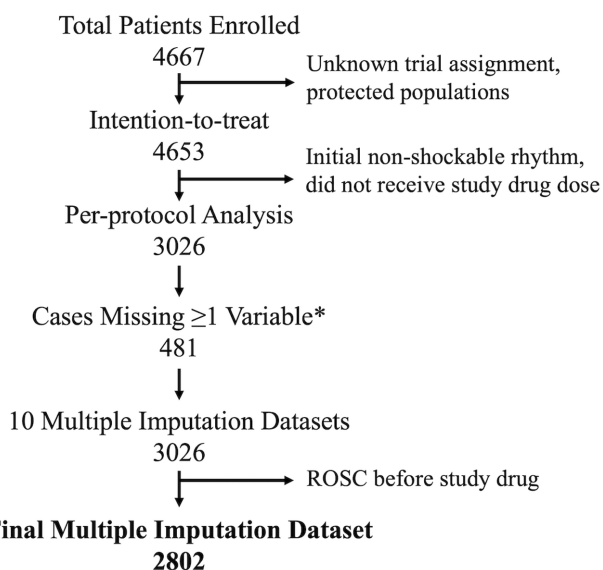 Total Patients Enrolled
4667
Unknown trial assignment,
protected populations
Intention-to-treat
4653
Initial non-shockable rhythm,
did not receive study drug dose
Per-protocol Analysis
3026
Cases Missing ≥1 Variable*
481
10 Multiple Imputation Datasets
3026
ROSC before study drug
inal Multiple Imputation Dataset
2802